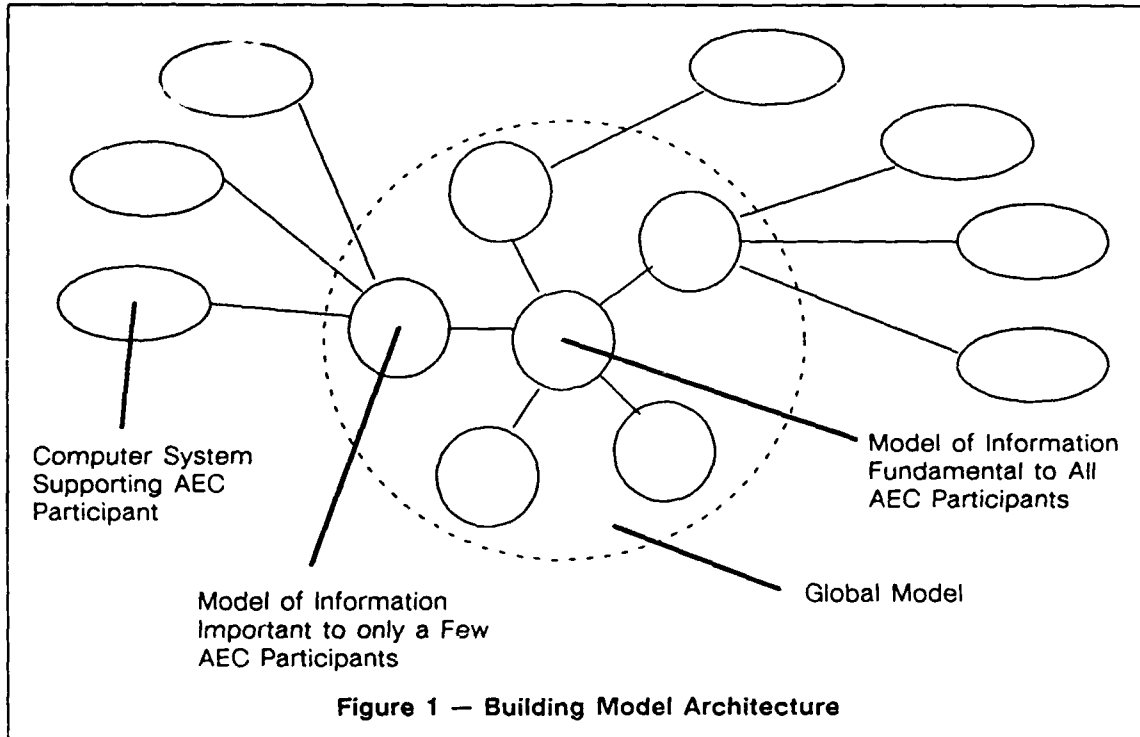 Computer System
Supporting AEC
Participant
Model of Information
Important to only a Few
AEC Participants
Model of Information
Fundamental to All
AEC Participants
Global Model
Figure 1 — Building Model Architecture